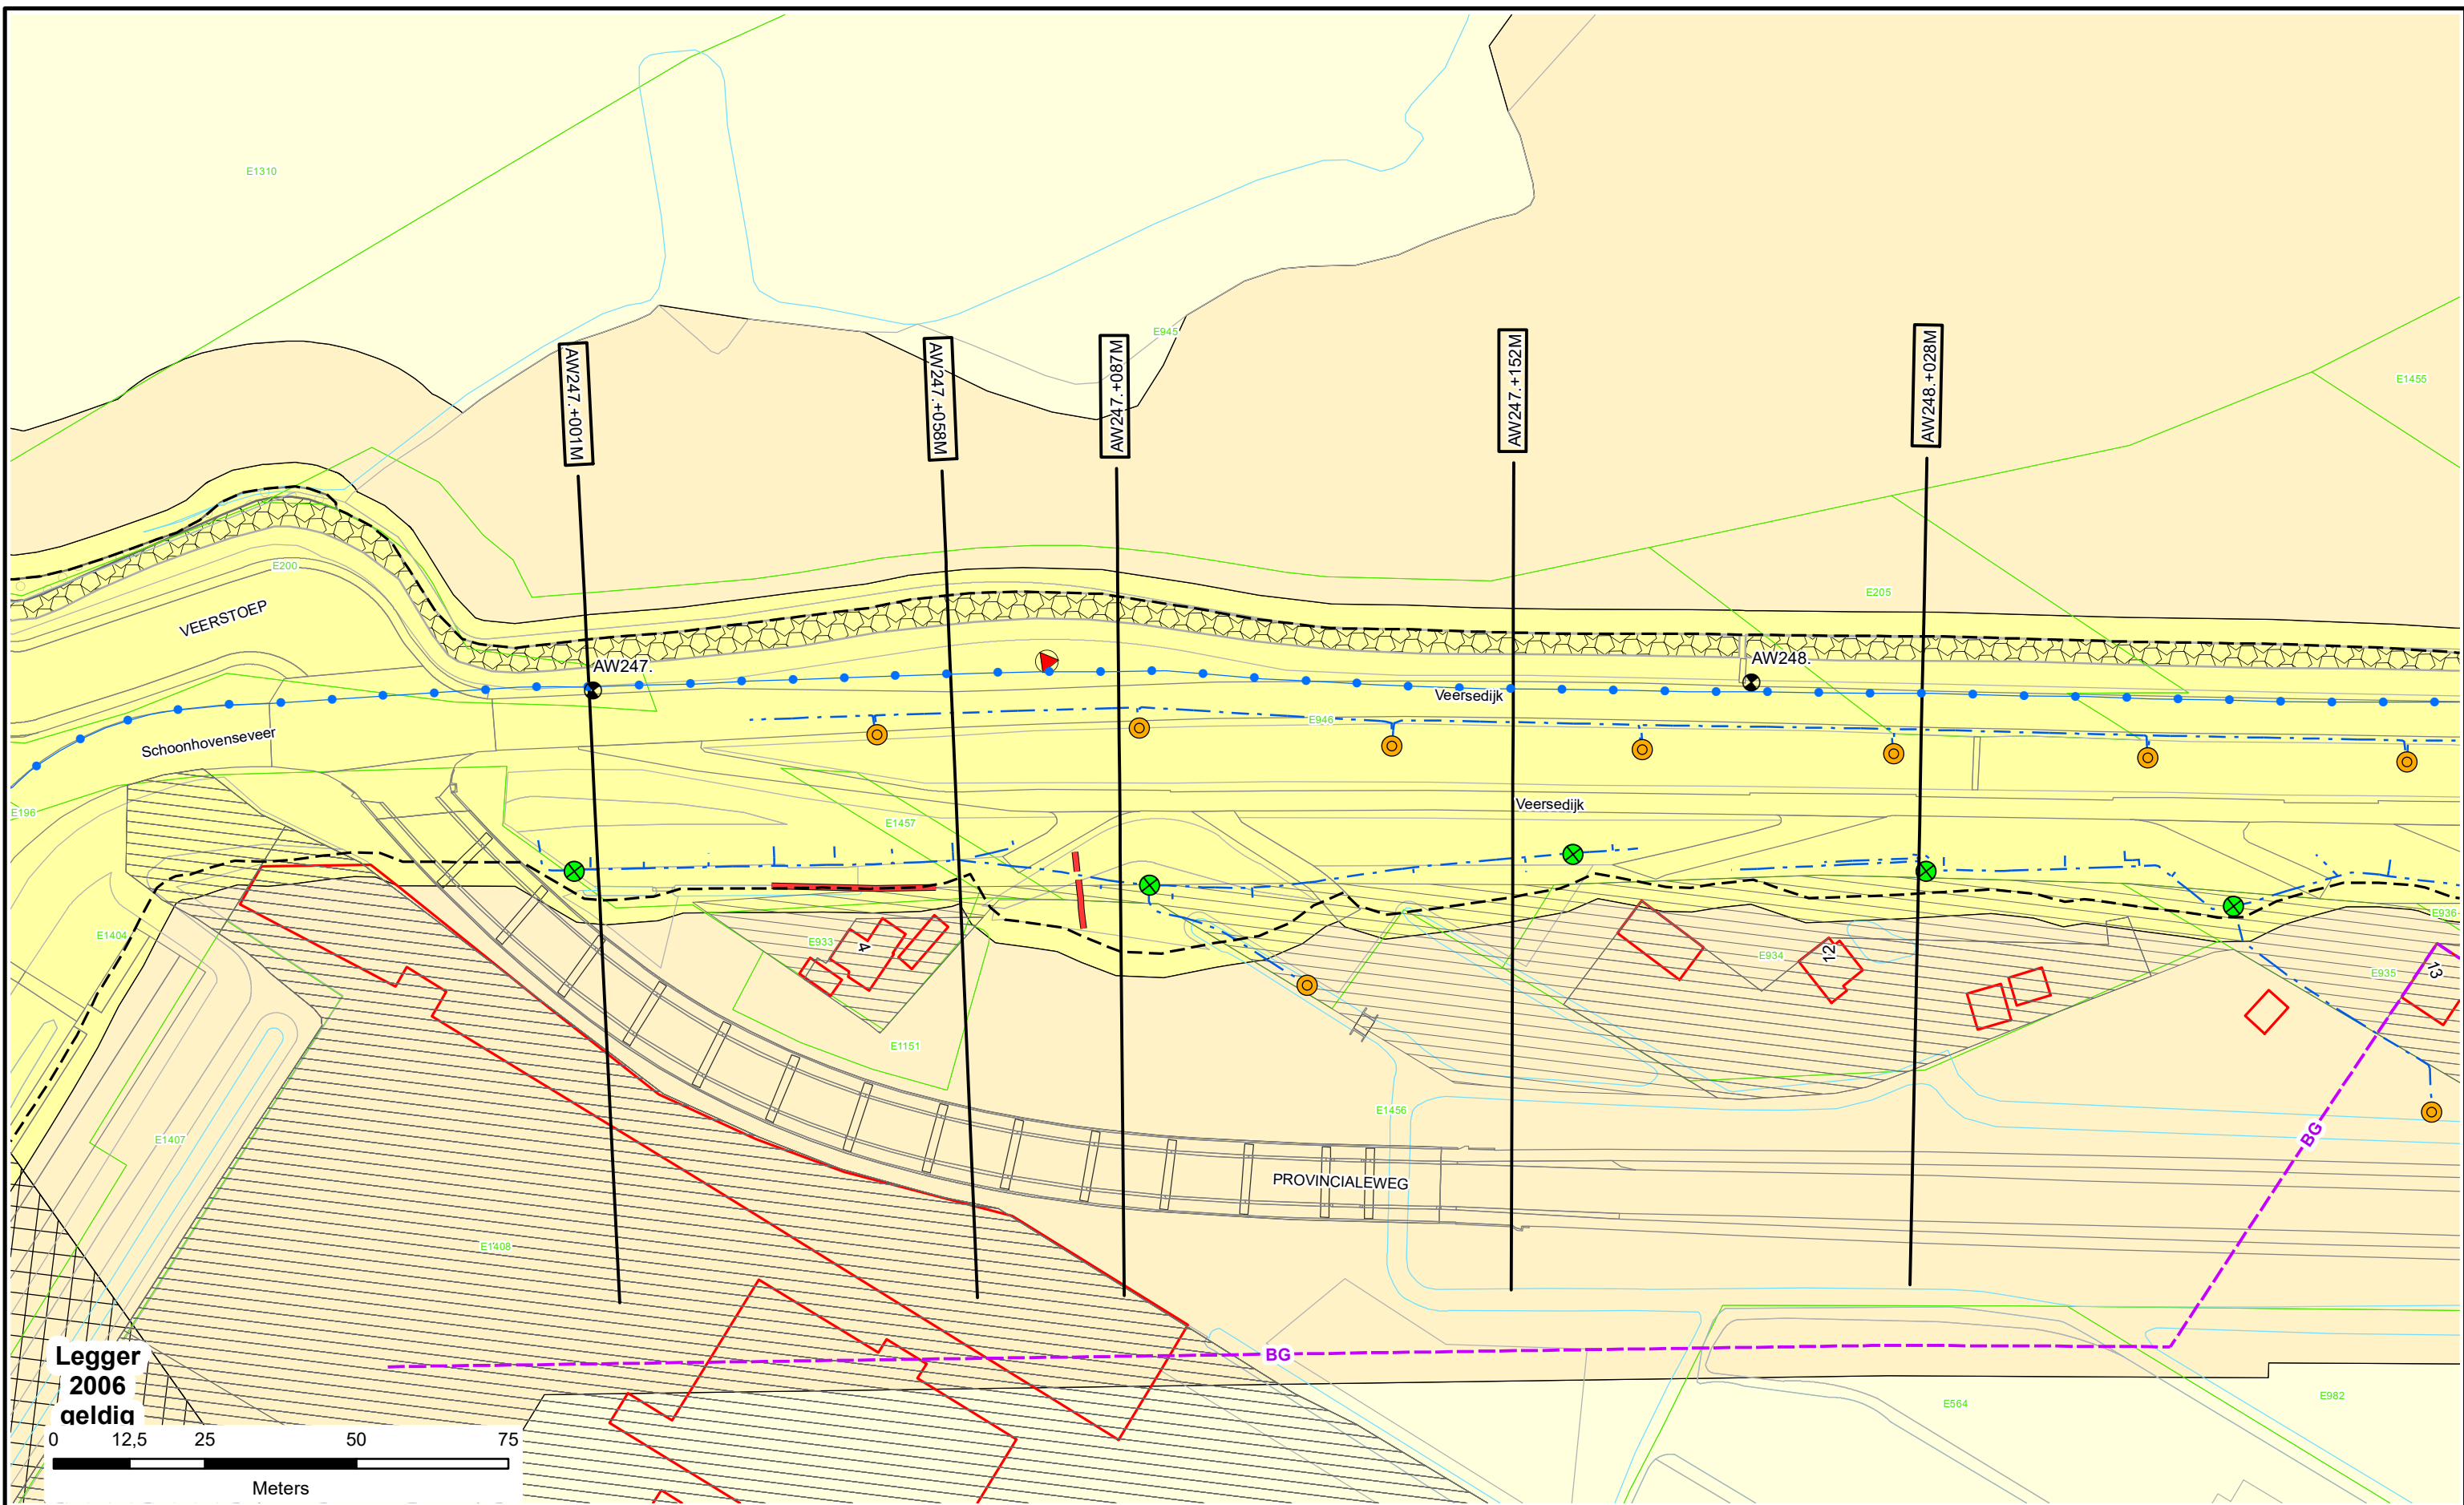 E1310
E945
AW247.+001M
AW247.+058M
AW247.+087M
AW247.+152M
AW248.+028M
E1455
E200
E205
VEERSTOEP
AW247.
AW248.
Veersedijk
E946
Schoonhovenseveer
E196
Veersedijk
E1457
E1404
E933
4
E934
12
E936
E935
13
E1151
E1456
E1407
BG
PROVINCIALEWEG
E1408
BG
Legger
2006
geldig
E564
E982
0 12,5 25 50 75
Meters